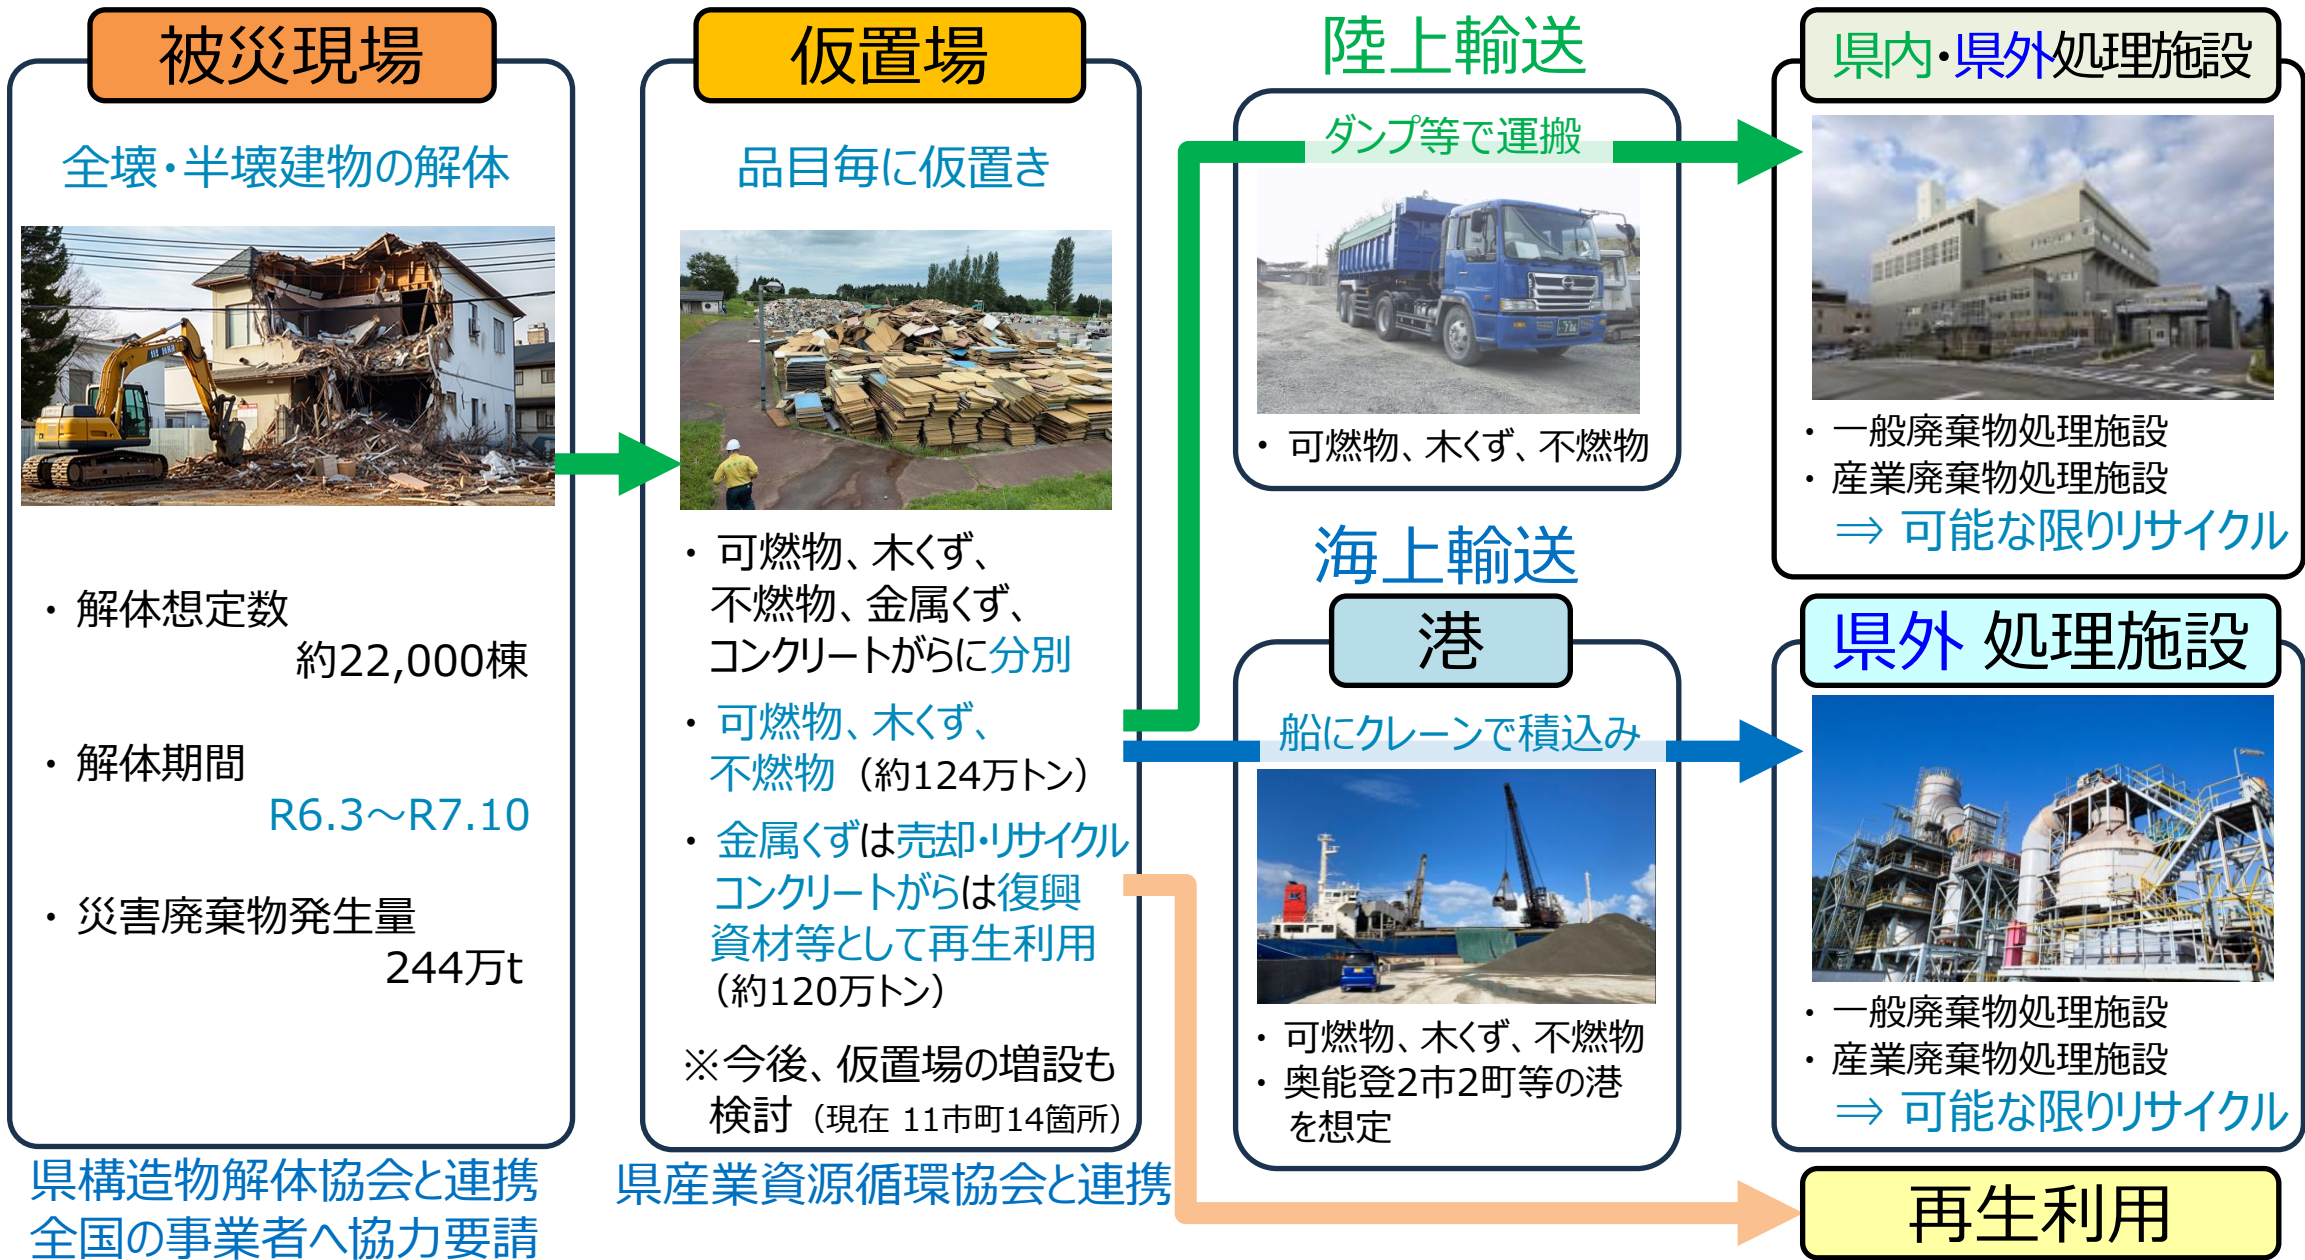 被災現場
全壊・半壊建物の解体
・ 解体想定数
約22,000棟
・ 解体期間
R6.3～R7.10
・ 災害廃棄物発生量
244万t
県構造物解体協会と連携
全国の事業者へ協力要請
仮置場
品目毎に仮置き
・ 可燃物、木くず、
不燃物、金属くず、
コンクリートがらに分別
・ 可燃物、木くず、
不燃物（約124万トン）
・ 金属くずは売却・リサイクル
コンクリートがらは復興
資材等として再生利用
（約120万トン）
※今後、仮置場の増設も
検討（現在 11市町14箇所）
県産業資源循環協会と連携
陸上輸送
ダンプ等で運搬
・ 可燃物、木くず、不燃物
海上輸送
港
船にクレーンで積込み
・ 可燃物、木くず、不燃物
・ 奥能登2市2町等の港
を想定
県内・県外処理施設
・ 一般廃棄物処理施設
・ 産業廃棄物処理施設
⇒ 可能な限りリサイクル
県外 処理施設
・ 一般廃棄物処理施設
・ 産業廃棄物処理施設
⇒ 可能な限りリサイクル
再生利用